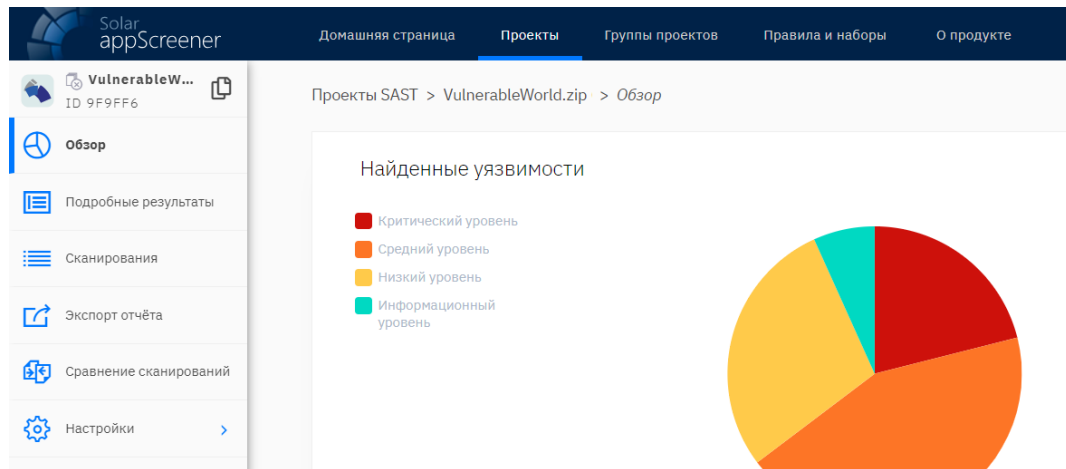 Solar
appScreener
Домашняя страница
Проекты
Группы проектов
Правила и наборы
О продукте
VulnerableW...
ID 9F9FF6
Обзор
Подробные результаты
Сканирования
Экспорт отчёта
Сравнение сканирований
Настройки
Проекты SAST > VulnerableWorld.zip > Обзор
Найденные уязвимости
Критический уровень
Средний уровень
Низкий уровень
Информационный
уровень